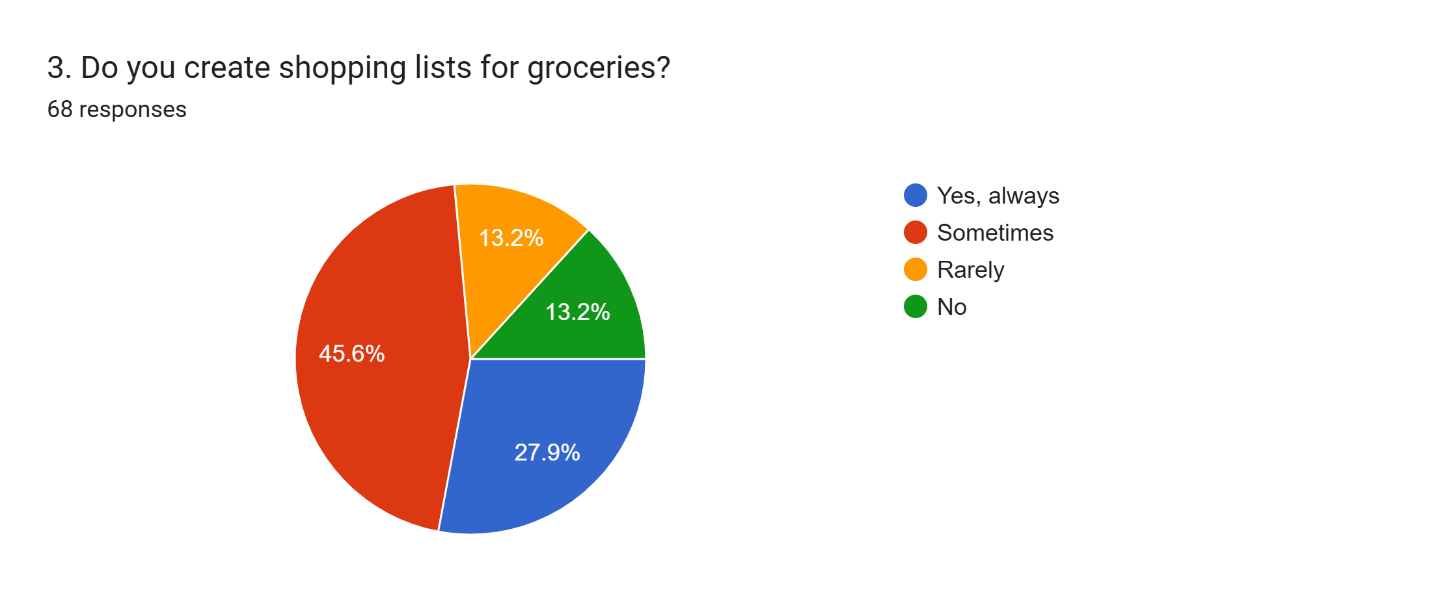 3. Do you create shopping lists for groceries?
68 responses
13.2%
13.2%
45.6%
27.9%
Yes, always
Sometimes
Rarely
No